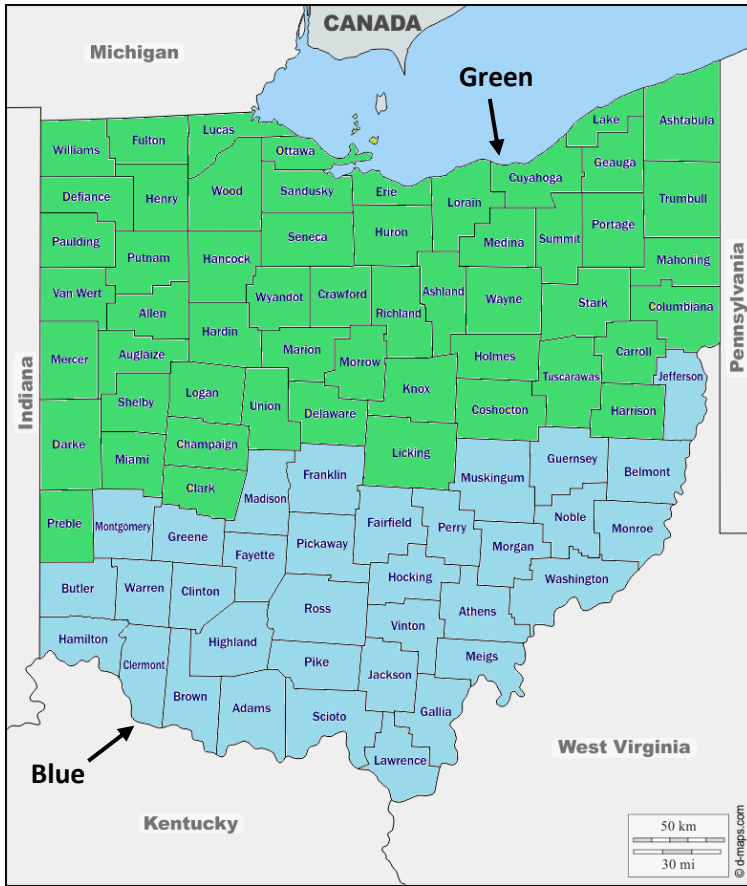 CANADA
Michigan
Green
Lake
Ashtabula
Lucas
Fulton
Williams
Ottawa
Geauga
Cuyahoga
Defiance
Henry
Wood
Sandusky
Erie
Lorain
Trumbull
Portage
Paulding
Seneca
Huron
Medina
Summit
Putnam
Hancock
Mahoning
Van Wert
Wyandot
Crawford
Ashland
Wayne
Stark
Columbiana
Allen
Richland
Hardin
Marion
Morrow
Holmes
Carroll
Mercer
Auglaize
Tuscarawas
Jefferson
Pennsylvania
Indiana
Shelby
Logan
Union
Delaware
Knox
Coshocton
Harrison
Darke
Champaign
Miami
Licking
Clark
Franklin
Muskingum
Guernsey
Belmont
Madison
Preble
Montgomery
Greene
Fairfield
Perry
Noble
Monroe
Fayette
Pickaway
Morgan
Butler
Warren
Clinton
Hocking
Washington
Ross
Athens
Hamilton
Highland
Vinton
Clermont
Pike
Jackson
Meigs
Brown
Adams
Scioto
Gallia
Lawrence
Blue
West Virginia
Kentucky
50 km
30 mi
© d-maps.com